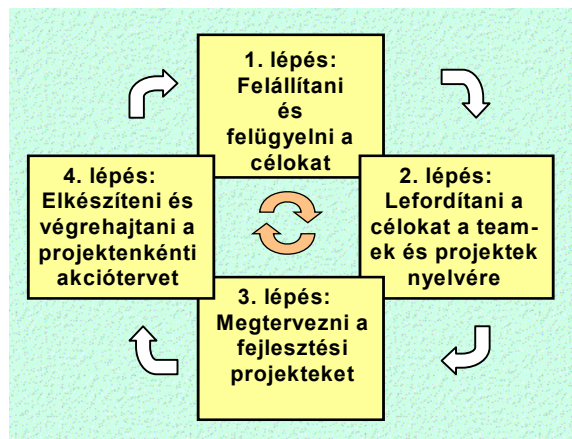 1. lépés:
Felállítani
és
felügyelni a
célokat
2. lépés:
Lefordítani a
célokat a team-
ek és projektek
nyelvére
3. lépés:
Megtervezni a
fejlesztési
projekteket
4. lépés:
Elkészíteni és
végrehajtani a
projektenkénti
akciótervet